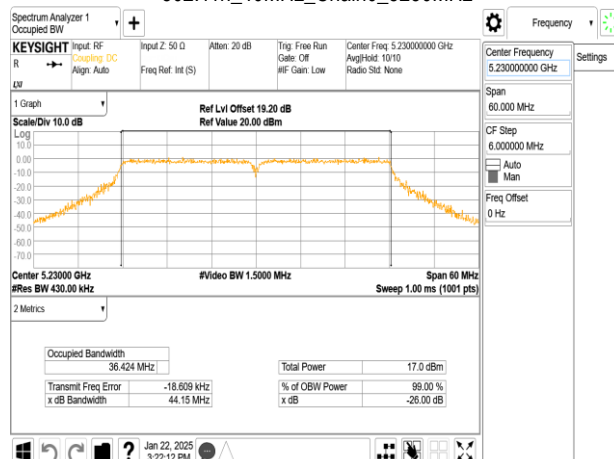 Spectrum Analyzer 1
Occupied BW
Frequency
KEYSIGHT
R
LXI
Input: RF
Coupling: DC
Align: Auto
Input Z: 50 Ω
Freq Ref: Int (S)
Atten: 20 dB
Trig: Free Run
Gate: Off
#IF Gain: Low
Center Freq: 5.230000000 GHz
Avg|Hold: 10/10
Radio Std: None
Center Frequency
5.230000000 GHz
Settings
Span
60.000 MHz
CF Step
6.000000 MHz
Auto
Man
Freq Offset
0 Hz
1 Graph
Scale/Div 10.0 dB
Ref Lvl Offset 19.20 dB
Ref Value 20.00 dBm
Log
10.0
0.00
-10.0
-20.0
-30.0
-40.0
-50.0
-60.0
-70.0
Center 5.23000 GHz
#Res BW 430.00 kHz
#Video BW 1.5000 MHz
Span 60 MHz
Sweep 1.00 ms (1001 pts)
2 Metrics
Occupied Bandwidth
36.424 MHz
Total Power 17.0 dBm
Transmit Freq Error -18.609 kHz
% of OBW Power 99.00 %
x dB Bandwidth 44.15 MHz
x dB -26.00 dB
?
Jan 22, 2025
3:22:12 PM